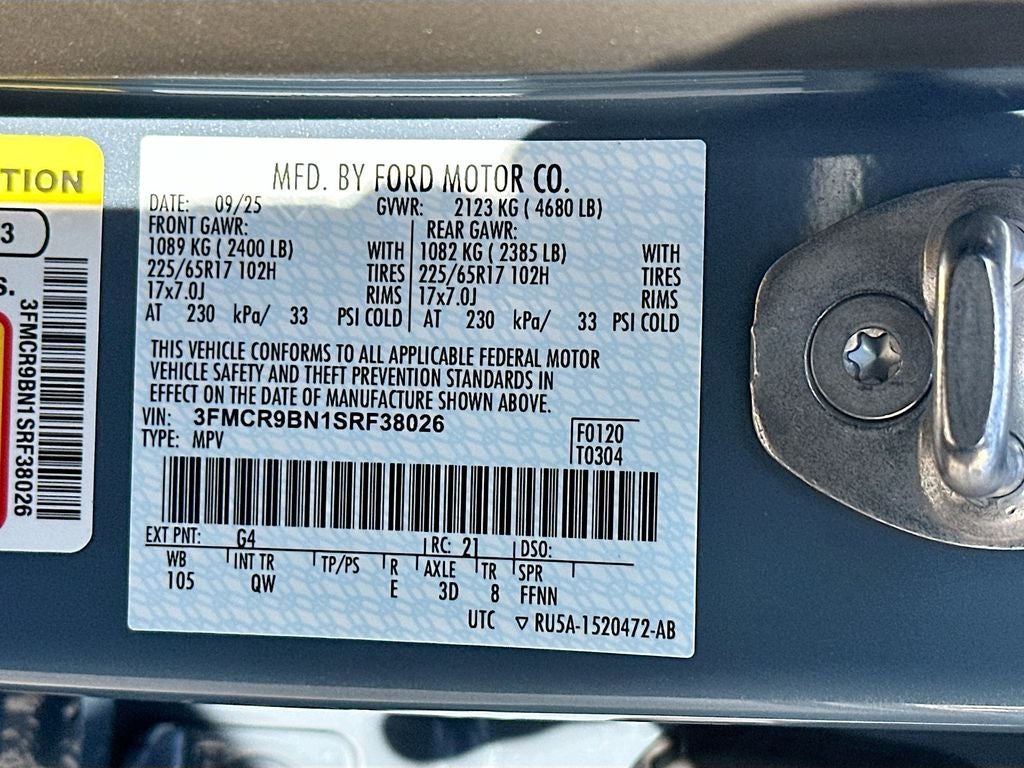 TION
3
S.
3FMCR9BN1SRF38026
MFD. BY FORD MOTOR CO.
DATE: 09/25 GVWR: 2123 KG ( 4680 LB)
FRONT GAWR: REAR GAWR:
1089 KG ( 2400 LB) WITH 1082 KG ( 2385 LB) WITH
225/65R17 102H TIRES 225/65R17 102H TIRES
17x7.0J RIMS 17x7.0J RIMS
AT 230 kPa/ 33 PSI COLD AT 230 kPa/ 33 PSI COLD
THIS VEHICLE CONFORMS TO ALL APPLICABLE FEDERAL MOTOR
VEHICLE SAFETY AND THEFT PREVENTION STANDARDS IN
EFFECT ON THE DATE OF MANUFACTURE SHOWN ABOVE.
VIN: 3FMCR9BN1SRF38026 F0120
TYPE: MPV T0304
EXT PNT: G4 RC: 21 DSO:
WB INT TR TP/PS R AXLE TR SPR
105 QW E 3D 8 FFNN
UTC ▽ RU5A-1520472-AB